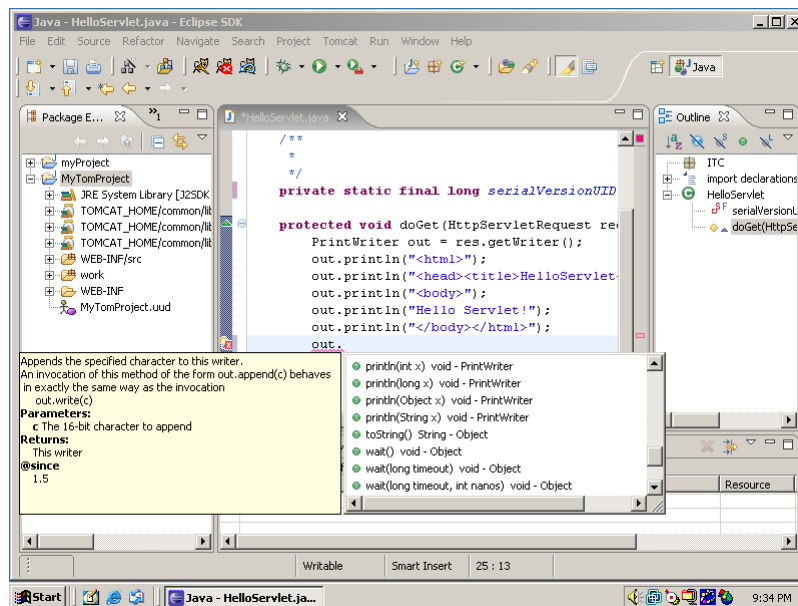 Java - HelloServlet.java - Eclipse SDK
File Edit Source Refactor Navigate Search Project Tomcat Run Window Help
Java
Package E...
»1
*HelloServlet.java
Outline
myProject
MyTomProject
JRE System Library [J2SDK
TOMCAT_HOME/common/lib
TOMCAT_HOME/common/lib
TOMCAT_HOME/common/lib
WEB-INF/src
work
WEB-INF
MyTomProject.uud
/**
*
*/
private static final long serialVersionUID
protected void doGet(HttpServletRequest req
PrintWriter out = res.getWriter();
out.println("<html>");
out.println("<head><title>HelloServlet<
out.println("<body>");
out.println("Hello Servlet!");
out.println("</body></html>");
out.
ITC
import declarations
HelloServlet
S F serialVersionU
doGet(HttpSe
Appends the specified character to this writer.
An invocation of this method of the form out.append(c) behaves
in exactly the same way as the invocation
out.write(c)
Parameters:
c The 16-bit character to append
Returns:
This writer
@since
1.5
println(int x) void - PrintWriter
println(long x) void - PrintWriter
println(Object x) void - PrintWriter
println(String x) void - PrintWriter
toString() String - Object
wait() void - Object
wait(long timeout) void - Object
wait(long timeout, int nanos) void - Object
Resource
Writable Smart Insert 25 : 13
Start Java - HelloServlet.ja... 9:34 PM